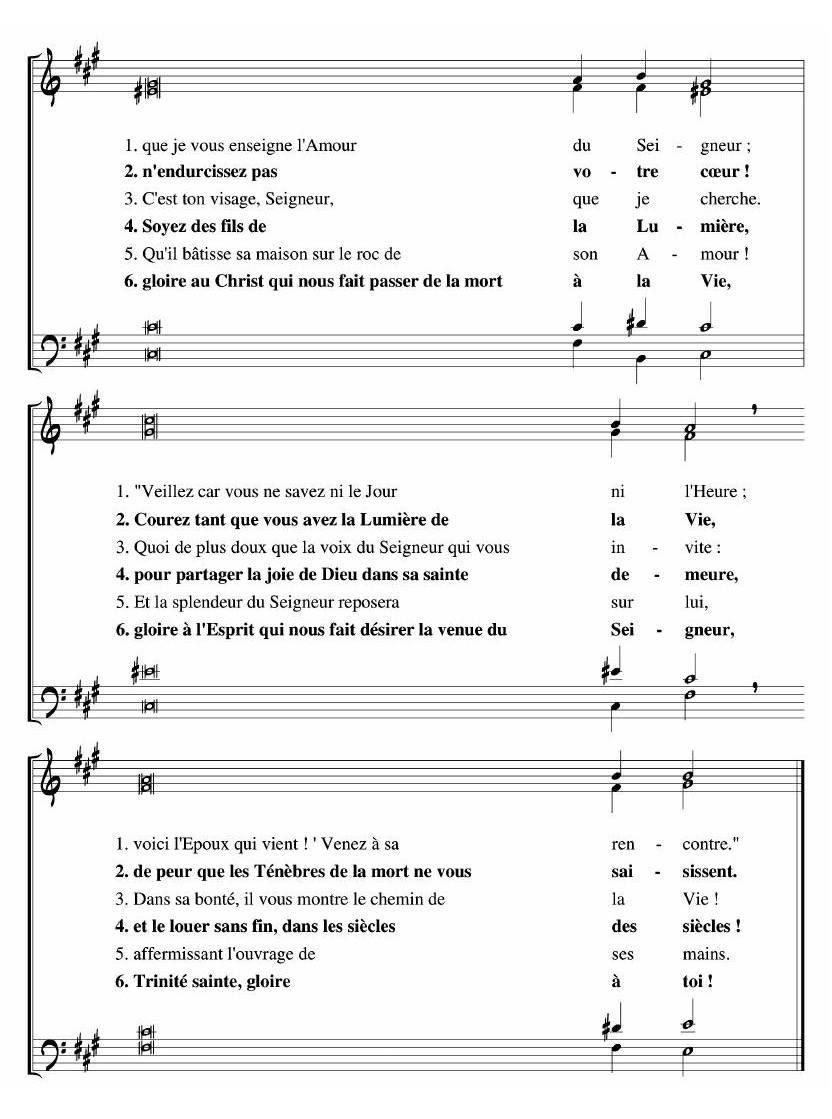 1. que je vous enseigne l'Amour du Sei - gneur ;
2. n'endurcissez pas vo - tre cœur !
3. C'est ton visage, Seigneur, que je cherche.
4. Soyez des fils de la Lu - mière,
5. Qu'il bâtisse sa maison sur le roc de son A - mour !
6. gloire au Christ qui nous fait passer de la mort à la Vie,
1. "Veillez car vous ne savez ni le Jour ni l'Heure ;
2. Courez tant que vous avez la Lumière de la Vie,
3. Quoi de plus doux que la voix du Seigneur qui vous in - vite :
4. pour partager la joie de Dieu dans sa sainte de - meure,
5. Et la splendeur du Seigneur reposera sur lui,
6. gloire à l'Esprit qui nous fait désirer la venue du Sei - gneur,
1. voici l'Epoux qui vient ! ' Venez à sa ren - contre."
2. de peur que les Ténèbres de la mort ne vous sai - sissent.
3. Dans sa bonté, il vous montre le chemin de la Vie !
4. et le louer sans fin, dans les siècles des siècles !
5. affermissant l'ouvrage de ses mains.
6. Trinité sainte, gloire à toi !